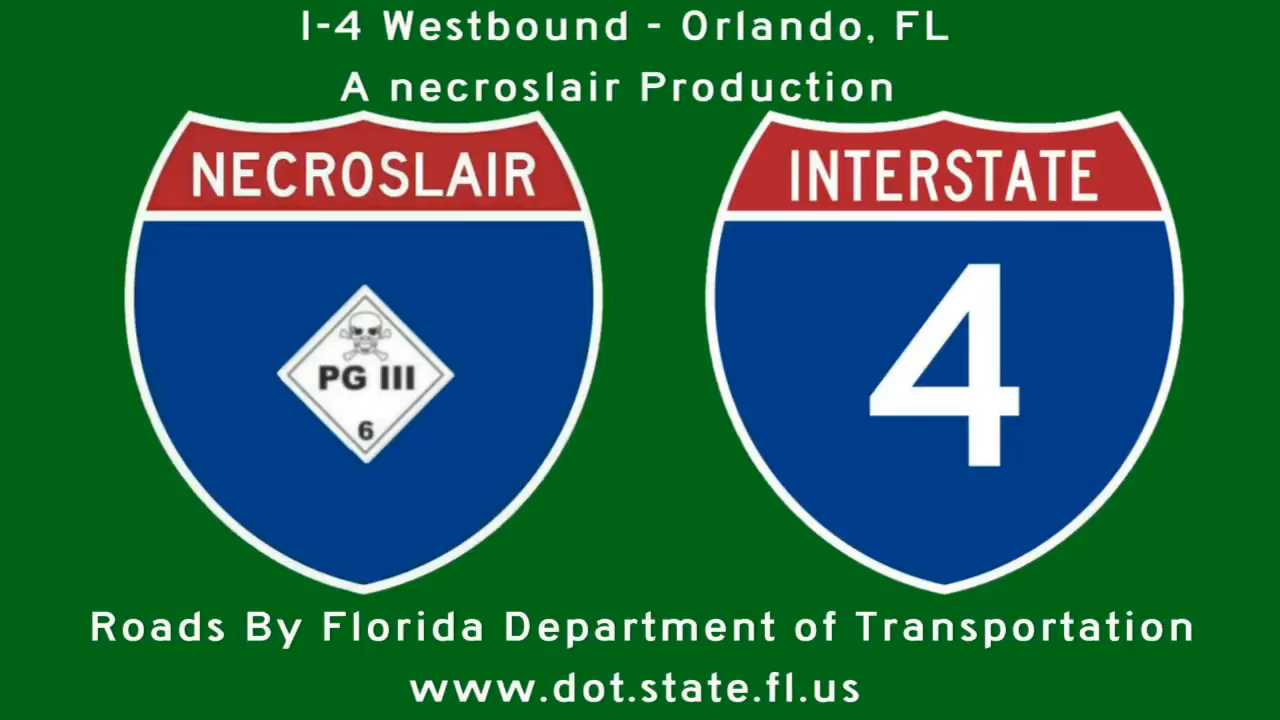 I-4 Westbound - Orlando, FL
A necroslair Production
NECROSLAIR
INTERSTATE
PG III
6
4
Roads By Florida Department of Transportation
www.dot.state.fl.us